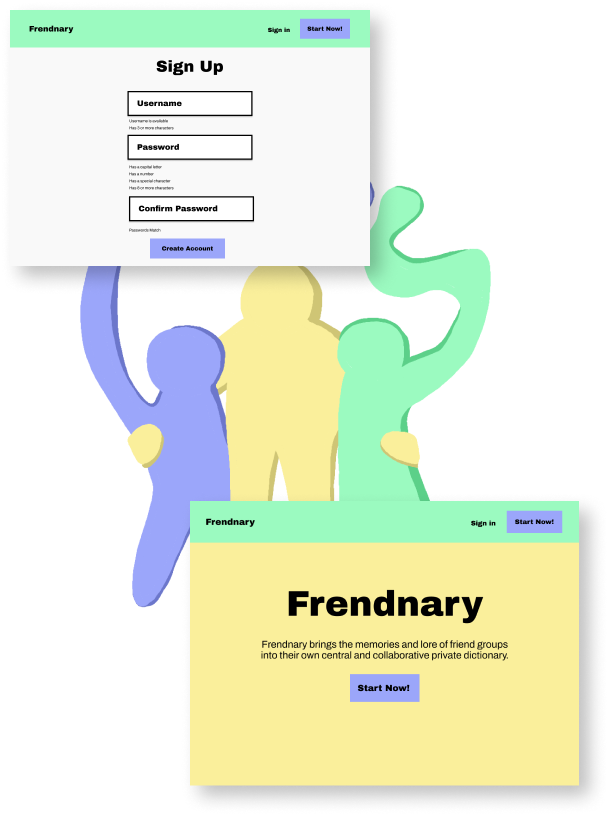 Frendnary
Sign in
Start Now!
Sign Up
Username
Username is available
Has 3 or more characters
Password
Has a capital letter
Has a number
Has a special character
Has 8 or more characters
Confirm Password
Passwords Match
Create Account
Frendnary
Sign in
Start Now!
Frendnary
Frendnary brings the memories and lore of friend groups
into their own central and collaborative private dictionary.
Start Now!